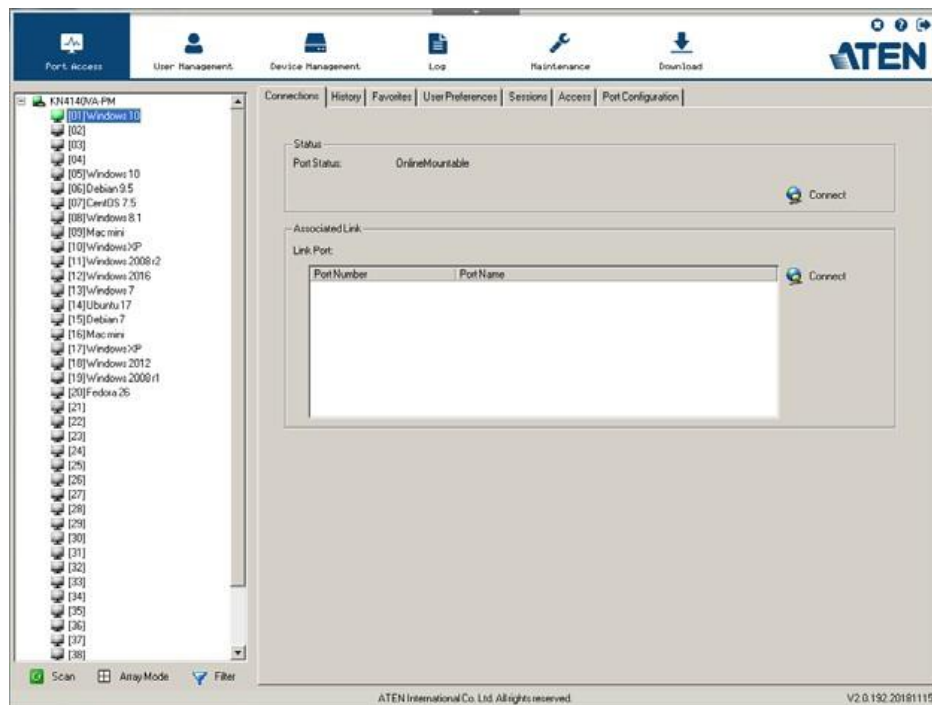 Port Access
User Management
Device Management
Log
Maintenance
Download
ATEN
KN4140VA-PM
[01]Windows 10
[02]
[03]
[04]
[05]Windows 10
[06]Debian 9.5
[07]CentOS 7.5
[08]Windows 8.1
[09]Mac mini
[10]Windows XP
[11]Windows 2008 r2
[12]Windows 2016
[13]Windows 7
[14]Ubuntu 17
[15]Debian 7
[16]Mac mini
[17]Windows XP
[18]Windows 2012
[19]Windows 2008 r1
[20]Fedora 26
[21]
[22]
[23]
[24]
[25]
[26]
[27]
[28]
[29]
[30]
[31]
[32]
[33]
[34]
[35]
[36]
[37]
[38]
Scan
Array Mode
Filter
Connections History Favorites User Preferences Sessions Access Port Configuration
Status
Port Status: OnlineMountable
Connect
Associated Link
Link Port:
Port Number Port Name
Connect
ATEN International Co. Ltd. All rights reserved.
V2.0.192.20181115